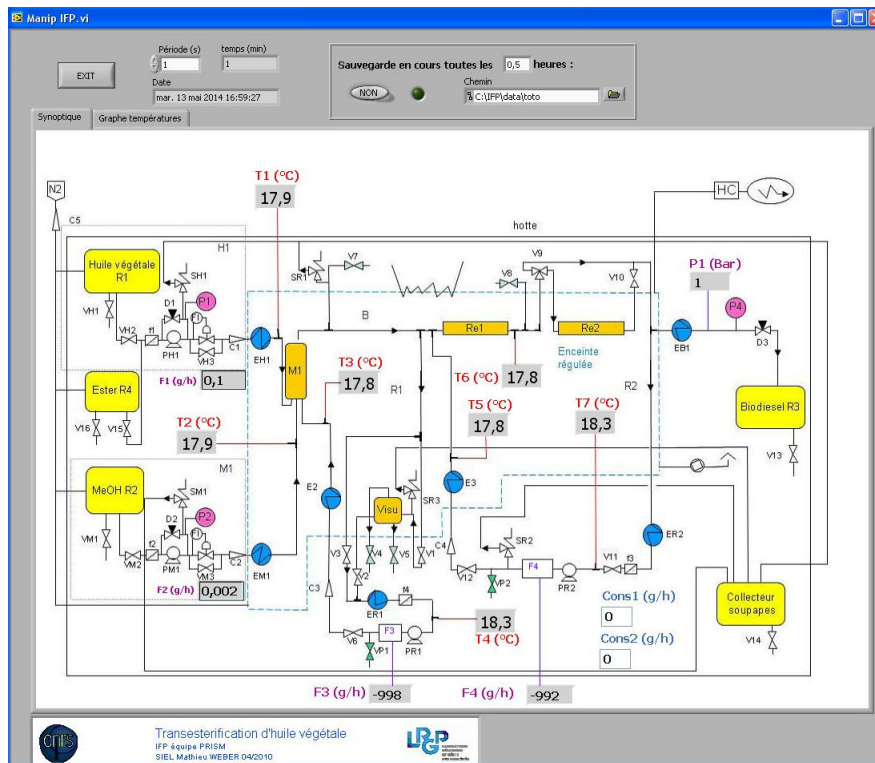 Manip IFP.vi
EXIT
Période (s)
1
temps (min)
1
Date
mar. 13 mai 2014 16:59:27
Sauvegarde en cours toutes les 0,5 heures :
NON
Chemin
C:\IFP\data\toto
Synoptique
Graphe températures
N2
C5
T1 (°C)
17,9
HC
hotte
H1
Huile végétale
R1
SH1
SR1
V7
V8
V9
V10
P1 (Bar)
1
VH1
D1
P1
FI
VH2
f1
PH1
VH3
C1
EH1
B
Re1
Re2
EB1
P4
D3
Enceinte
régulée
F1 (g/h)
0,1
M1
T3 (°C)
17,8
R1
T6 (°C)
17,8
R2
Ester R4
V16
V15
T2 (°C)
17,9
T5 (°C)
17,8
T7 (°C)
18,3
Biodiesel R3
V13
M1
MeOH R2
SM1
D2
P2
FI
E2
E3
SR3
Visu
VM1
VM2
f2
PM1
VM3
C2
EM1
V3
V2
V4
V5
V1
C4
SR2
ER2
F2 (g/h)
0,002
C3
ER1
f4
V12
VP2
F4
PR2
V11
f3
V6
VP1
F3
PR1
18,3
T4 (°C)
Cons1 (g/h)
0
Cons2 (g/h)
0
Collecteur
soupapes
V14
F3 (g/h)
-998
F4 (g/h)
-992
cnrs
Transesterification d'huile végétale
IFP équipe PRISM
SIEL Mathieu WEBER 04/2010
LRGP